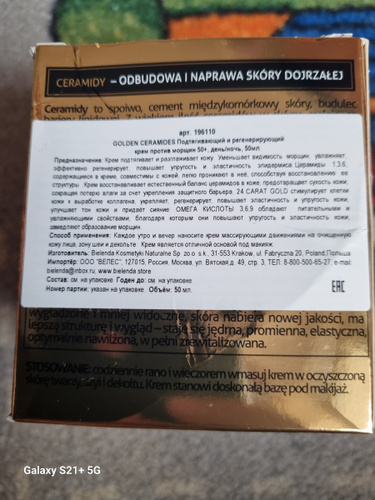 CERAMIDY – ODBUDOWA I NAPRAWA SKÓRY DOJRZAŁEJ
Ceramidy to spoiwo, cement międzykomórkowy skóry, budulec
арт. 196110
GOLDEN CERAMIDES Подтягивающий и регенерирующий
крем против морщин 50+, день/ночь, 50мл.
Предназначение: Крем подтягивает и разглаживает кожу. Уменьшает видимость морщин, увлажняет,
эффективно регенерирует, повышает упругость и эластичность эпидермиса. Церамиды 1,3,6,
содержащиеся в креме, совместимы с кожей, легко проникают в неё, способствуя восстановлению ее
структуры. Крем восстанавливает естественный баланс церамидов в коже, предотвращает сухость кожи,
сокращая потерю влаги за счет укрепления защитного барьера. 24 CARAT GOLD стимулирует клетки
кожи к выработке коллагена, укрепляет, регенерирует, повышает эластичность и упругость кожи,
улучшает тон кожи и придаёт сияние. ОМЕГА КИСЛОТЫ 3,6,9 обладают питательными и
увлажняющими свойствами, благодаря которым они повышают упругость и эластичность кожи,
замедляют образование морщин.
Способ применения: Каждое утро и вечер наносите крем массирующими движениями на очищенную
кожу лица, зоны шеи и декольте. Крем является отличной основой под макияж.
Изготовитель: Bielenda Kosmetyki Naturalne Sp. zo.o. s.k., 31-553 Krakow, ul. Fabryczna 20, Poland,Польша
Импортёр: ООО "ВЕЛЕС", 127015, Россия, Москва, ул. Вятская д. 49, стр. 3, ТЕЛ. 8-800-500-65-27, e-mail:
bielenda@inbox.ru, www.bielenda.store
Состав: см. на упаковке Годен до: см. на упаковке
Номер партии: указан на упаковке Объём: 50 мл. EAC
wygładzone i mniej widoczne, skóra nabiera nowej jakości, ma
lepszą strukturę i wygląd – staje się jędrna, promienna, elastyczna,
optymalnie nawilżona, w pełni zrewitalizowana.
STOSOWANIE: codziennie rano i wieczorem wmasuj krem w oczyszczoną
skórę twarzy, szyi i dekoltu. Krem stanowi doskonałą bazę pod makijaż.
Galaxy S21+ 5G